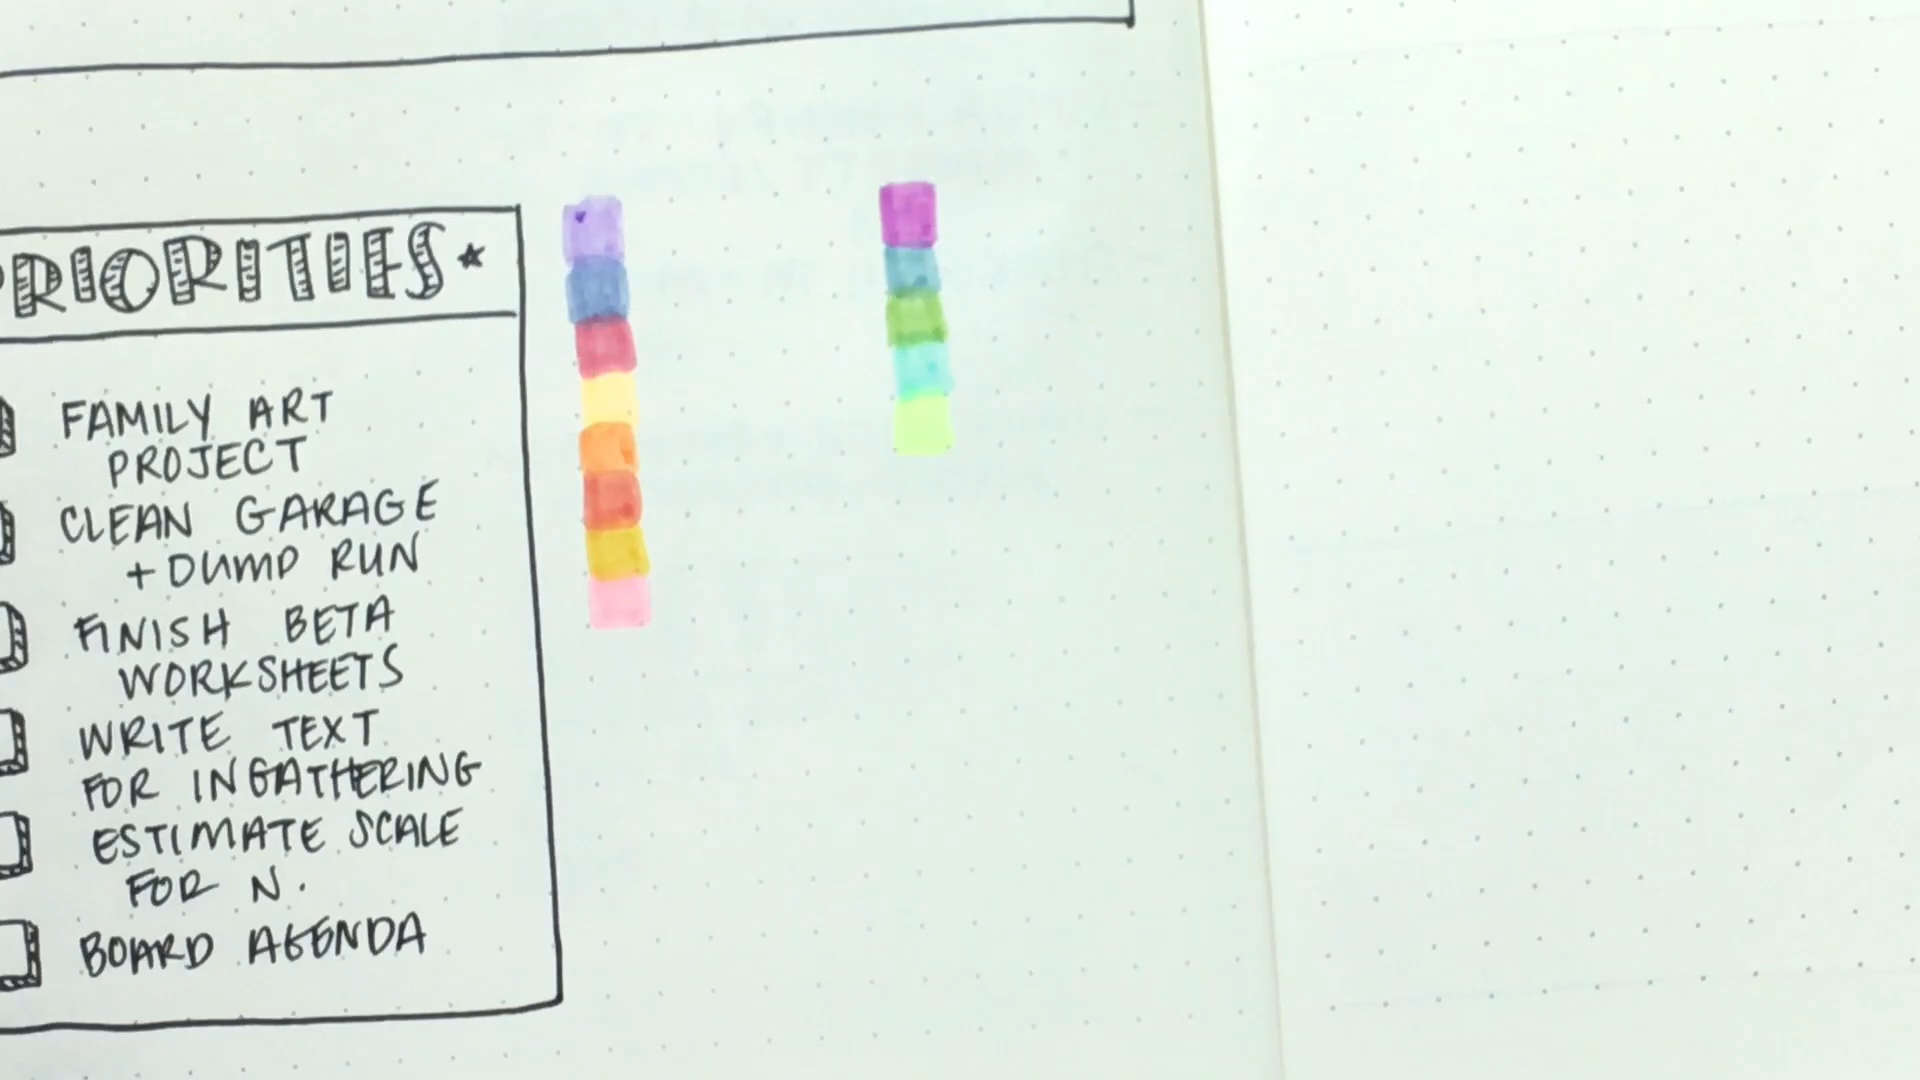 PRIORITIES
FAMILY ART
PROJECT
CLEAN GARAGE
+ DUMP RUN
FINISH BETA
WORKSHEETS
WRITE TEXT
FOR INGATHERING
ESTIMATE SCALE
FOR N.
BOARD AGENDA